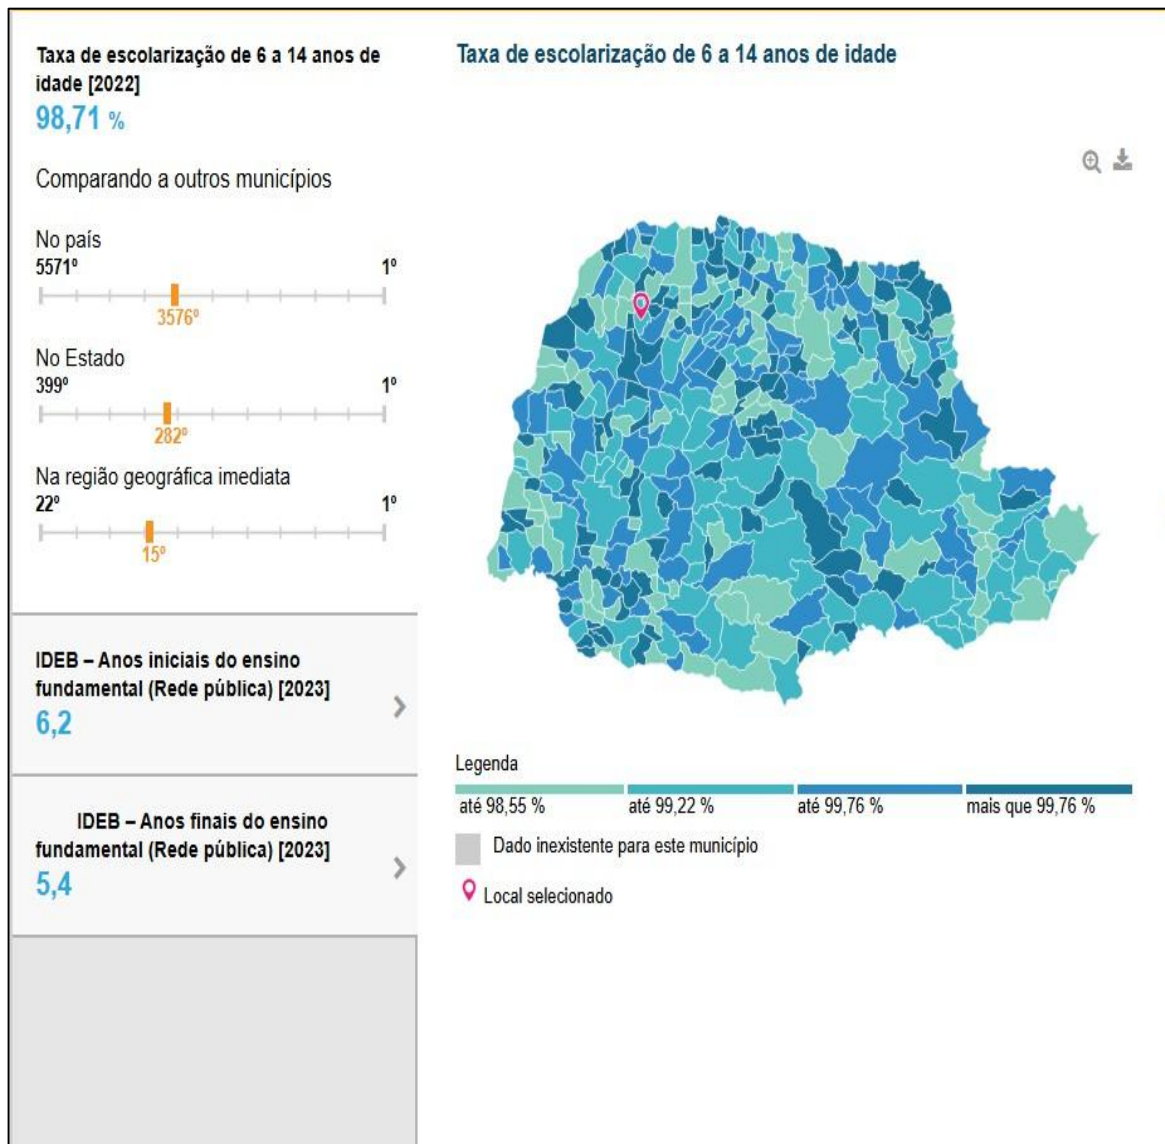 Taxa de escolarização de 6 a 14 anos de
idade [2022]
98,71 %
Comparando a outros municípios
No país
5571º
1º
3576º
No Estado
399º
1º
282º
Na região geográfica imediata
22º
1º
15º
IDEB – Anos iniciais do ensino
fundamental (Rede pública) [2023]
6,2
IDEB – Anos finais do ensino
fundamental (Rede pública) [2023]
5,4
Taxa de escolarização de 6 a 14 anos de idade
Legenda
até 98,55 %
até 99,22 %
até 99,76 %
mais que 99,76 %
Dado inexistente para este município
Local selecionado